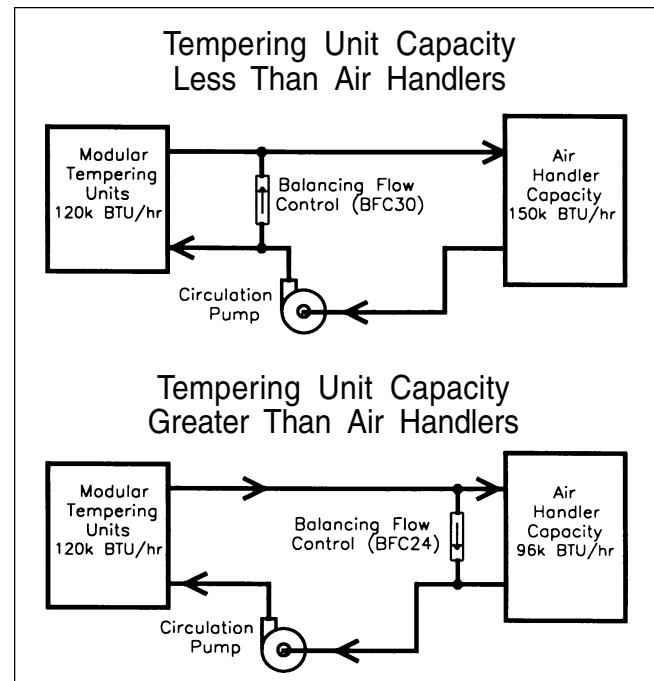 Tempering Unit Capacity
Less Than Air Handlers
Modular
Tempering
Units
120k BTU/hr
Balancing Flow
Control (BFC30)
Air
Handler
Capacity
150k BTU/hr
Circulation
Pump
Tempering Unit Capacity
Greater Than Air Handlers
Modular
Tempering
Units
120k BTU/hr
Balancing Flow
Control (BFC24)
Air
Handler
Capacity
96k BTU/hr
Circulation
Pump